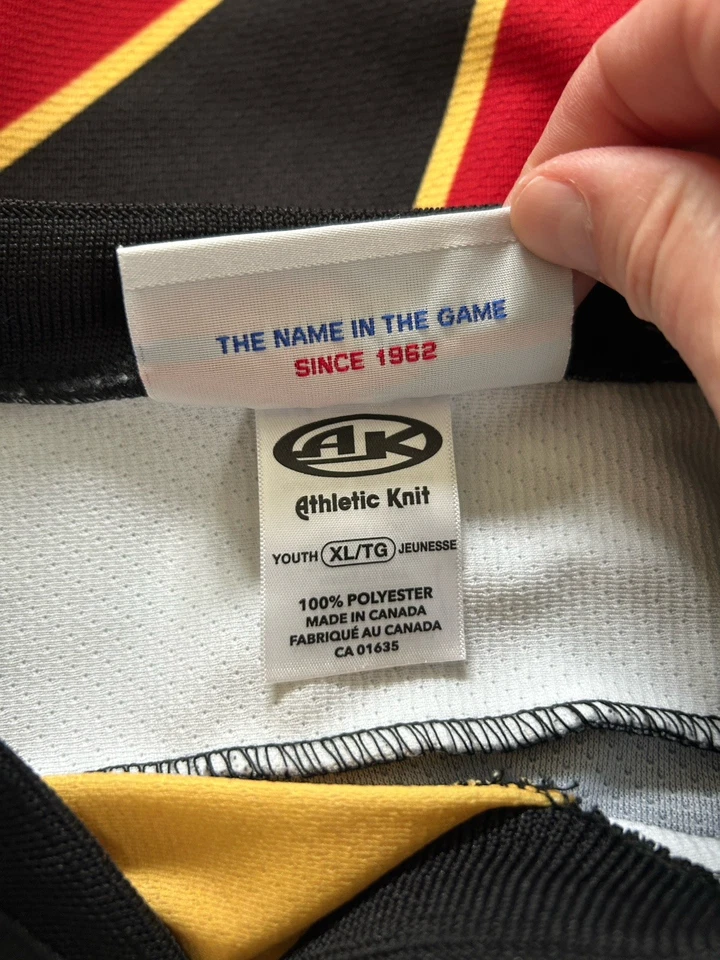 THE NAME IN THE GAME
SINCE 1962
AK
Athletic Knit
YOUTH XL/TG JEUNESSE
100% POLYESTER
MADE IN CANADA
FABRIQUÉ AU CANADA
CA 01635